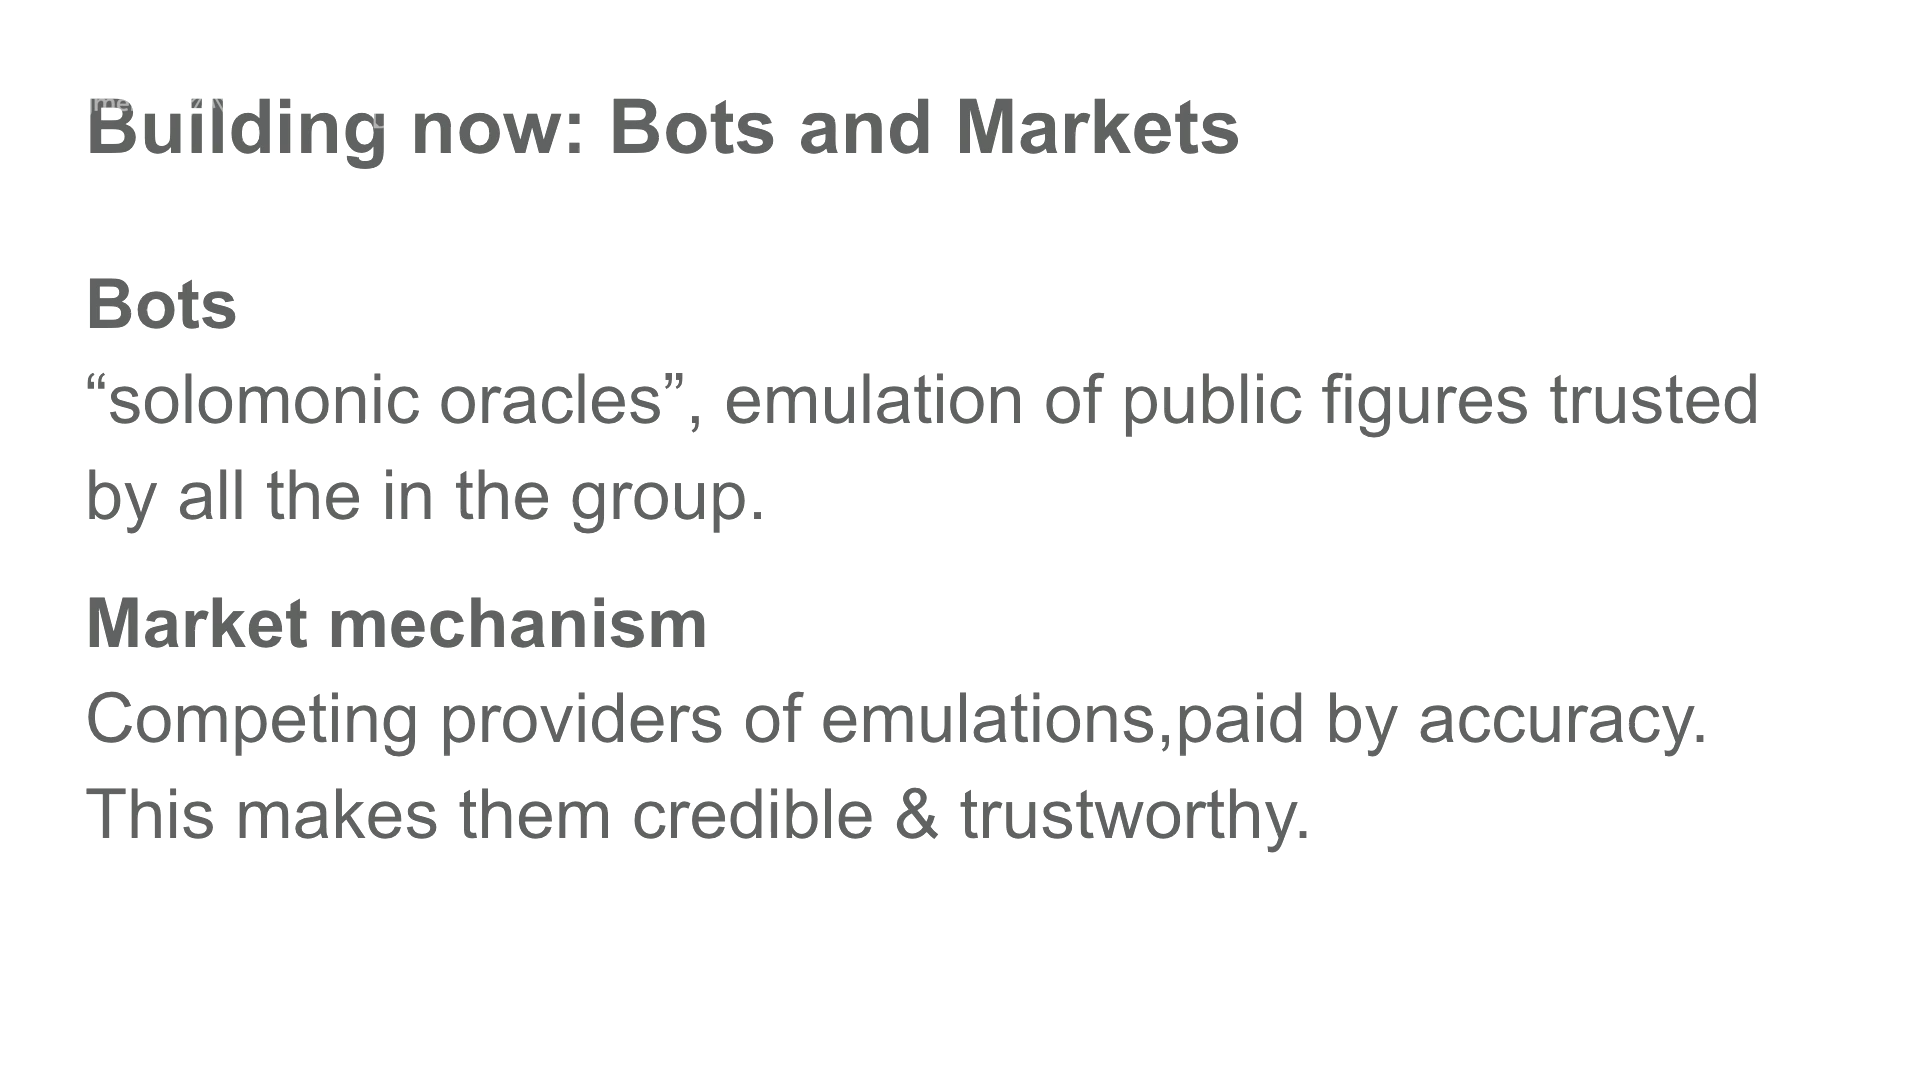 Building now: Bots and Markets
Bots
“solomonic oracles”, emulation of public figures trusted
by all the in the group.
Market mechanism
Competing providers of emulations,paid by accuracy.
This makes them credible & trustworthy.